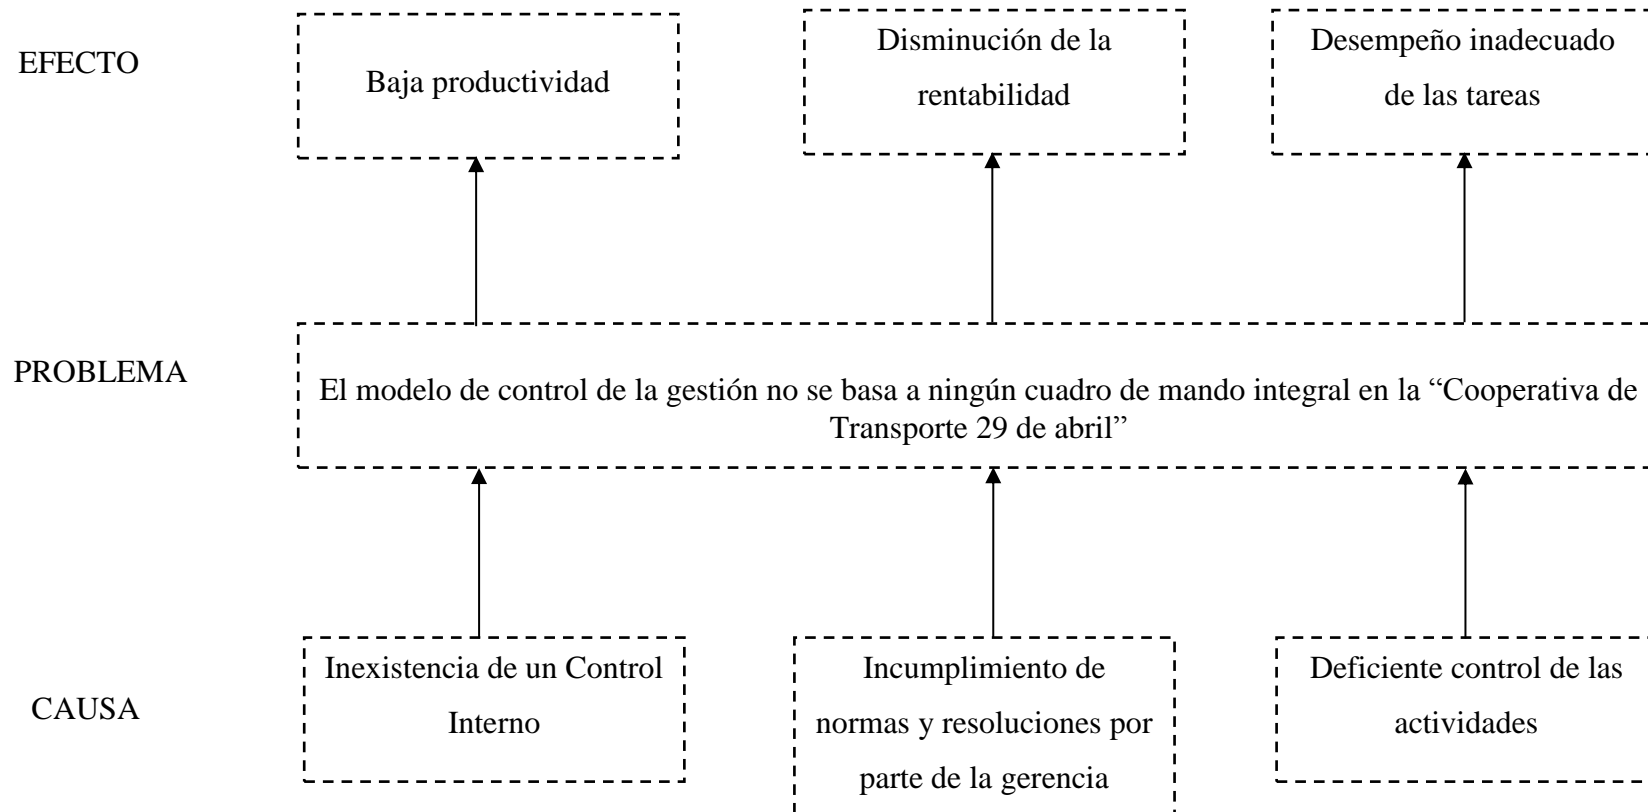 EFECTO
Baja productividad
Disminución de la
rentabilidad
Desempeño inadecuado
de las tareas
PROBLEMA
El modelo de control de la gestión no se basa a ningún cuadro de mando integral en la “Cooperativa de
Transporte 29 de abril”
CAUSA
Inexistencia de un Control
Interno
Incumplimiento de
normas y resoluciones por
parte de la gerencia
Deficiente control de las
actividades